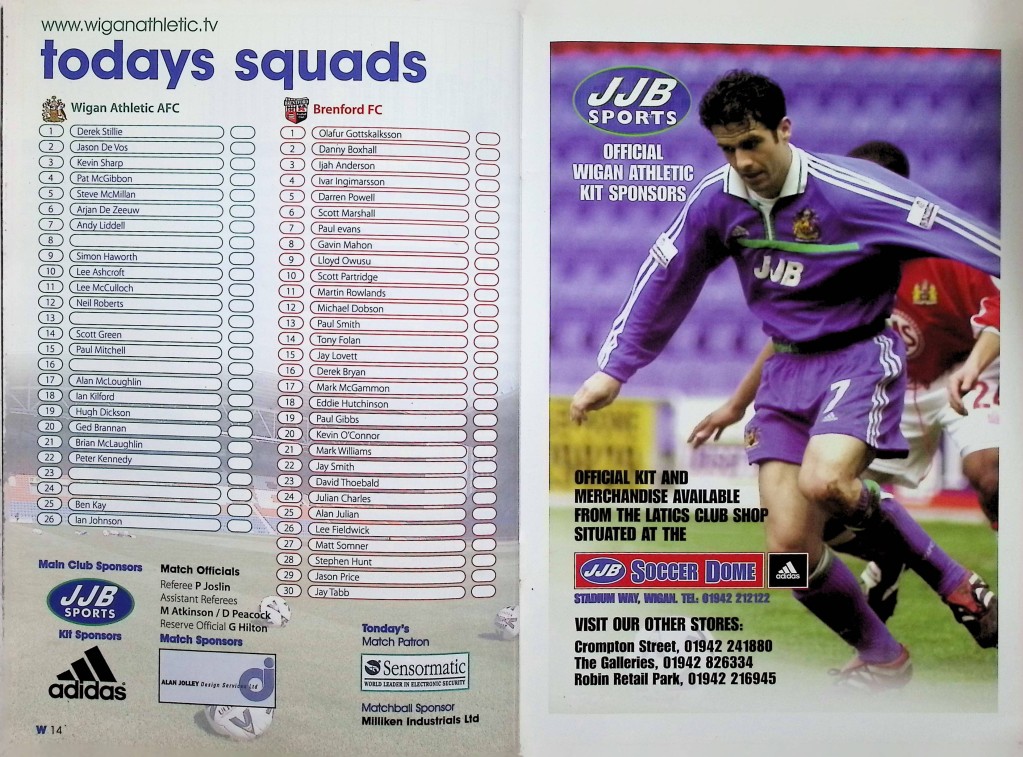 www.wiganathletic.tv
todays squads
Wigan Athletic AFC
1 Derek Stillie
2 Jason De Vos
3 Kevin Sharp
4 Pat McGibbon
5 Steve McMillan
6 Arjan De Zeeuw
7 Andy Liddell
8
9 Simon Haworth
10 Lee Ashcroft
11 Lee McCulloch
12 Neil Roberts
13
14 Scott Green
15 Paul Mitchell
16
17 Alan McLoughlin
18 Ian Kilford
19 Hugh Dickson
20 Ged Brannan
21 Brian McLaughlin
22 Peter Kennedy
23
24
25 Ben Kay
26 Ian Johnson
Brenford FC
1 Olafur Gottskalksson
2 Danny Boxhall
3 Ijah Anderson
4 Ivar Ingimarsson
5 Darren Powell
6 Scott Marshall
7 Paul evans
8 Gavin Mahon
9 Lloyd Owusu
10 Scott Partridge
11 Martin Rowlands
12 Michael Dobson
13 Paul Smith
14 Tony Folan
15 Jay Lovett
16 Derek Bryan
17 Mark McGammon
18 Eddie Hutchinson
19 Paul Gibbs
20 Kevin O'Connor
21 Mark Williams
22 Jay Smith
23 David Thoebald
24 Julian Charles
25 Alan Julian
26 Lee Fieldwick
27 Matt Somner
28 Stephen Hunt
29 Jason Price
30 Jay Tabb
Main Club Sponsors
JJB
SPORTS
Kit Sponsors
adidas
Match Officials
Referee P Joslin
Assistant Referees
M Atkinson / D Peacock
Reserve Official G Hilton
Match Sponsors
ALAN JOLLEY Design Services Ltd
Tonday's
Match Patron
Sensormatic
WORLD LEADER IN ELECTRONIC SECURITY
Matchball Sponsor
Milliken Industrials Ltd
W 14
JJB
SPORTS
OFFICIAL
WIGAN ATHLETIC
KIT SPONSORS
JJB
7
OFFICIAL KIT AND
MERCHANDISE AVAILABLE
FROM THE LATICS CLUB SHOP
SITUATED AT THE
JJB SOCCER DOME
adidas
STADIUM WAY, WIGAN. TEL: 01942 212122
VISIT OUR OTHER STORES:
Crompton Street, 01942 241880
The Galleries, 01942 826334
Robin Retail Park, 01942 216945